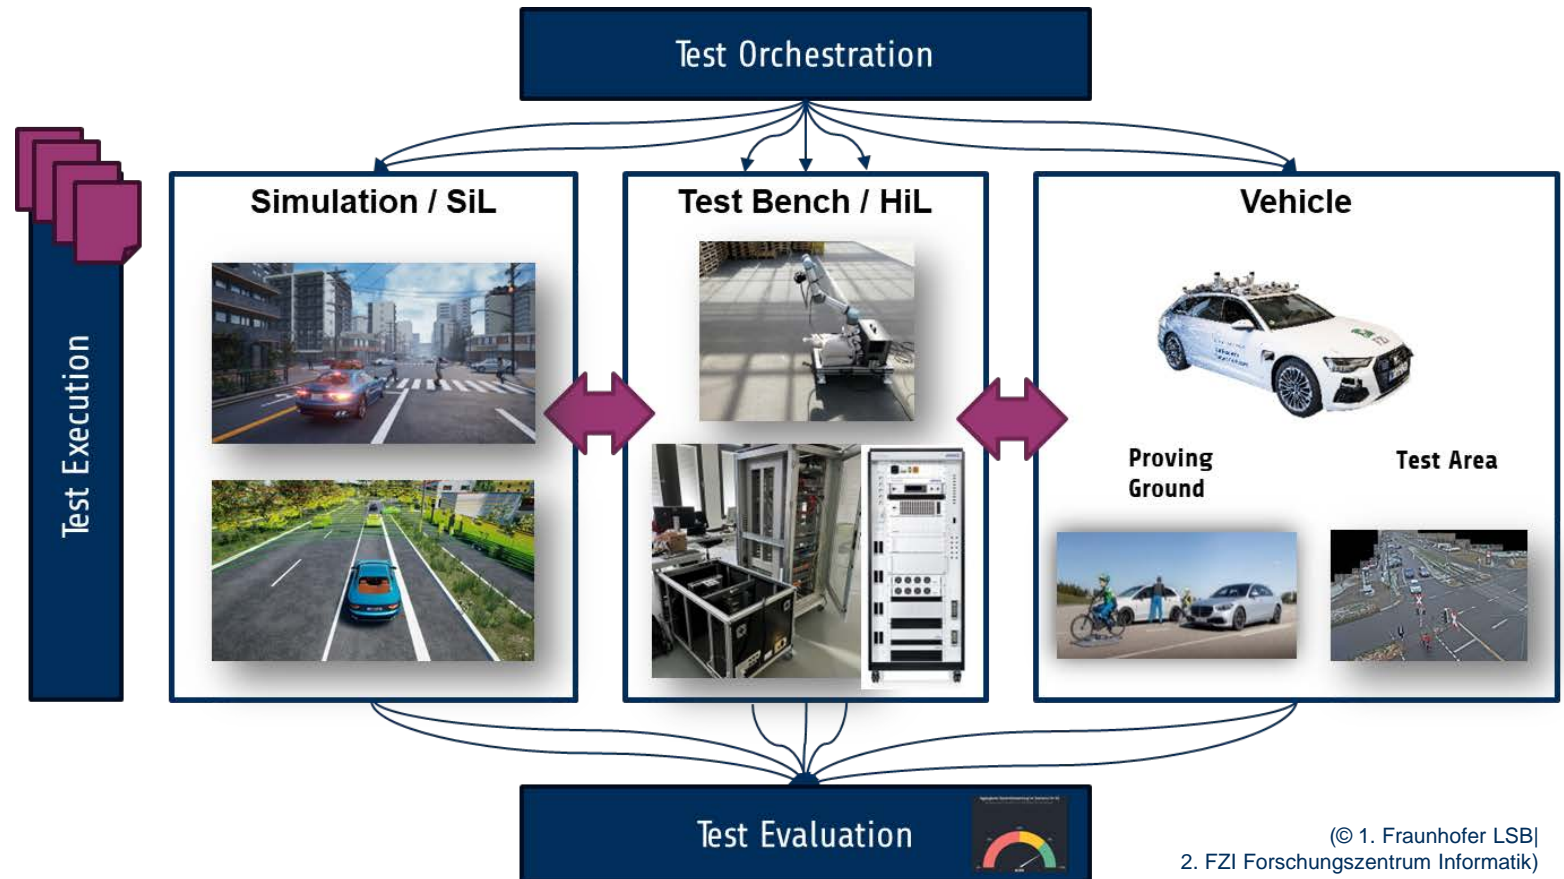 Test Orchestration
Test Execution
Simulation / SiL
Test Bench / HiL
Vehicle
FZI
Proving
Ground
Test Area
Test Evaluation
(© 1. Fraunhofer LSB|
2. FZI Forschungszentrum Informatik)